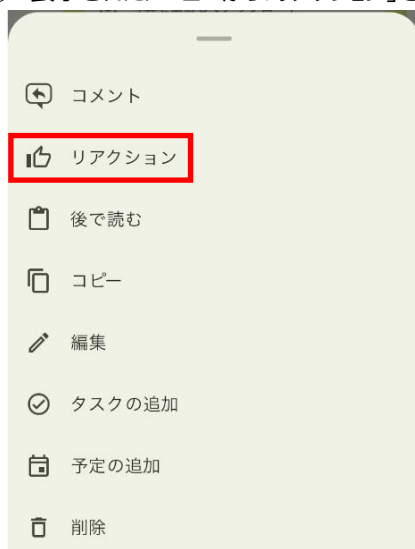 コメント
リアクション
後で読む
コピー
編集
タスクの追加
予定の追加
削除